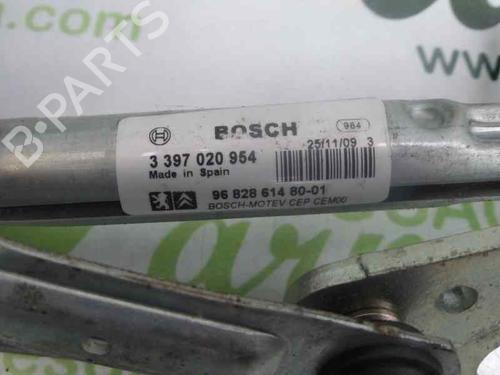 BOSCH
984
3 397 020 954
25/11/09 3
Made in Spain
96 828 614 80-01
BOSCH-MOTEV CEP CEM00
B-PARTS